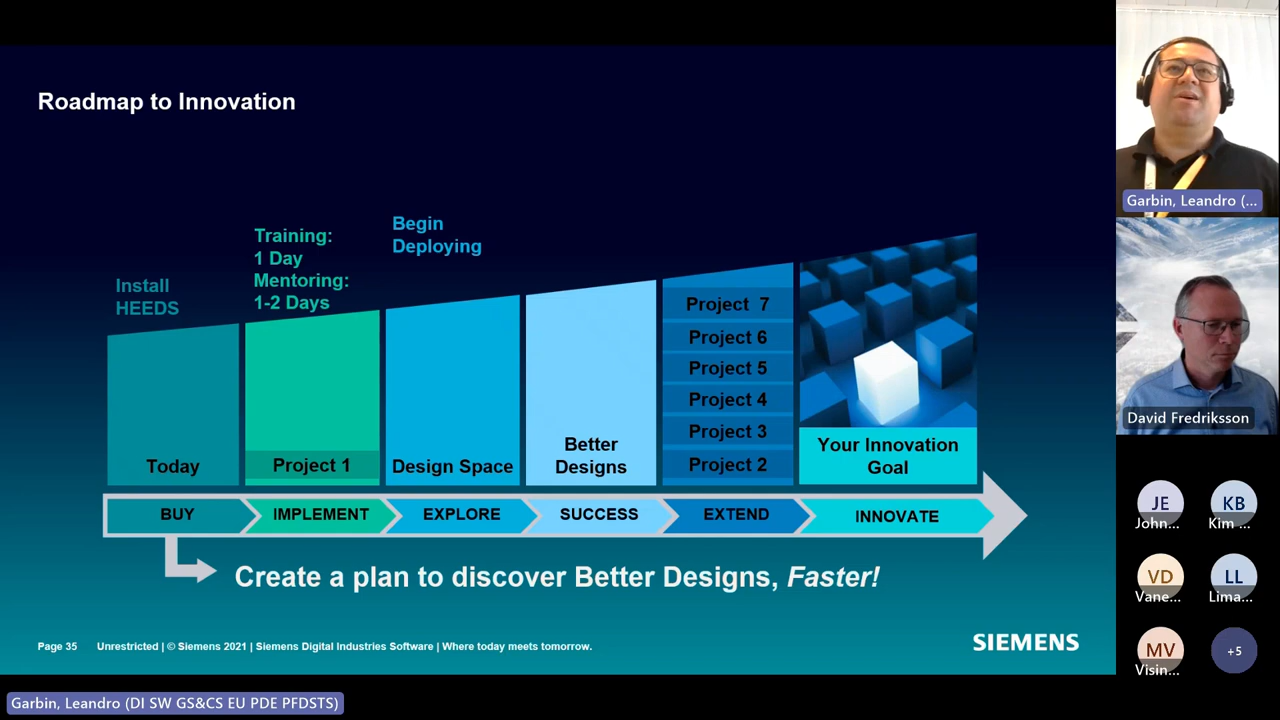 Roadmap to Innovation
Install
HEEDS
Training:
1 Day
Mentoring:
1-2 Days
Begin
Deploying
Today
Project 1
Design Space
Better
Designs
Project 7
Project 6
Project 5
Project 4
Project 3
Project 2
Your Innovation
Goal
BUY
IMPLEMENT
EXPLORE
SUCCESS
EXTEND
INNOVATE
Create a plan to discover Better Designs, Faster!
Page 35 Unrestricted | © Siemens 2021 | Siemens Digital Industries Software | Where today meets tomorrow.
SIEMENS
Garbin, Leandro (DI SW GS&CS EU PDE PFDSTS)
Garbin, Leandro (...
David Fredriksson
JE
John...
KB
Kim ...
VD
Vane...
LL
Lima...
MV
Visin...
+5